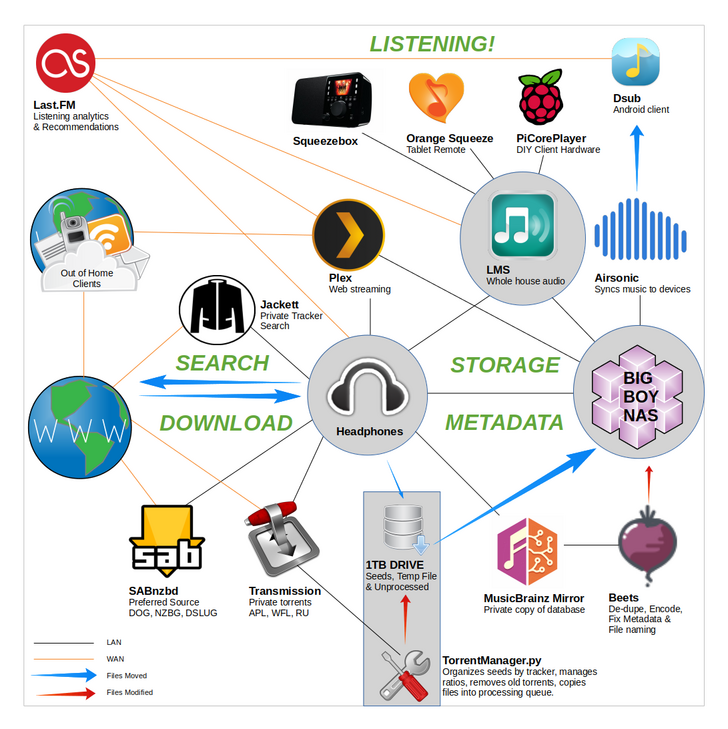 LISTENING!
Last.FM
Listening analytics
& Recommendations
Squeezebox
Orange Squeeze
Tablet Remote
PiCorePlayer
DIY Client Hardware
Dsub
Android client
Out of Home
Clients
Plex
Web streaming
LMS
Whole house audio
Airsonic
Syncs music to devices
Jackett
Private Tracker
Search
SEARCH
DOWNLOAD
STORAGE
METADATA
Headphones
BIG
BOY
NAS
WWW
sab
SABnzbd
Preferred Source
DOG, NZBG, DSLUG
Transmission
Private torrents
APL, WFL, RU
1TB DRIVE
Seeds, Temp File
& Unprocessed
MusicBrainz Mirror
Private copy of database
Beets
De-dupe, Encode,
Fix Metadata &
File naming
TorrentManager.py
Organizes seeds by tracker, manages
ratios, removes old torrents, copies
files into processing queue.
LAN
WAN
Files Moved
Files Modified